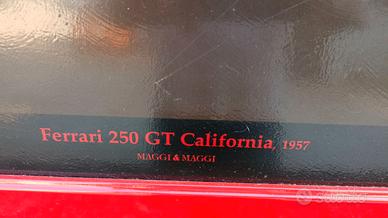 Ferrari 250 GT California, 1957
MAGGI & MAGGI